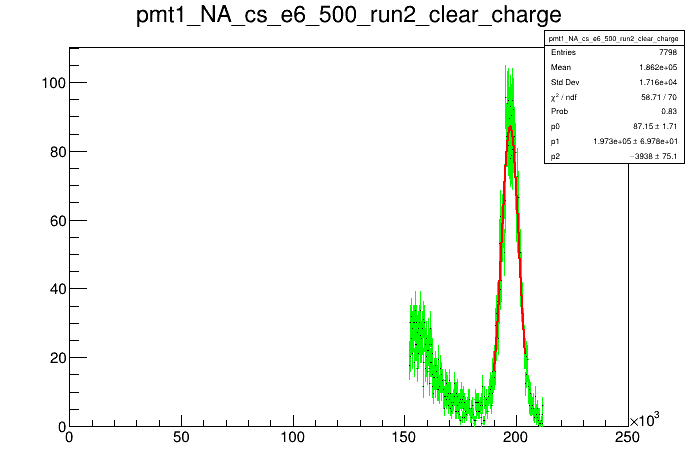 pmt1_NA_cs_e6_500_run2_clear_charge
pmt1_NA_cs_e6_500_run2_clear_charge
Entries 7798
Mean 1.862e+05
Std Dev 1.716e+04
χ² / ndf 58.71 / 70
Prob 0.83
p0 87.15 ± 1.71
p1 1.973e+05 ± 6.978e+01
p2 −3938 ± 75.1
100
80
60
40
20
0
0 50 100 150 200 250
×10³